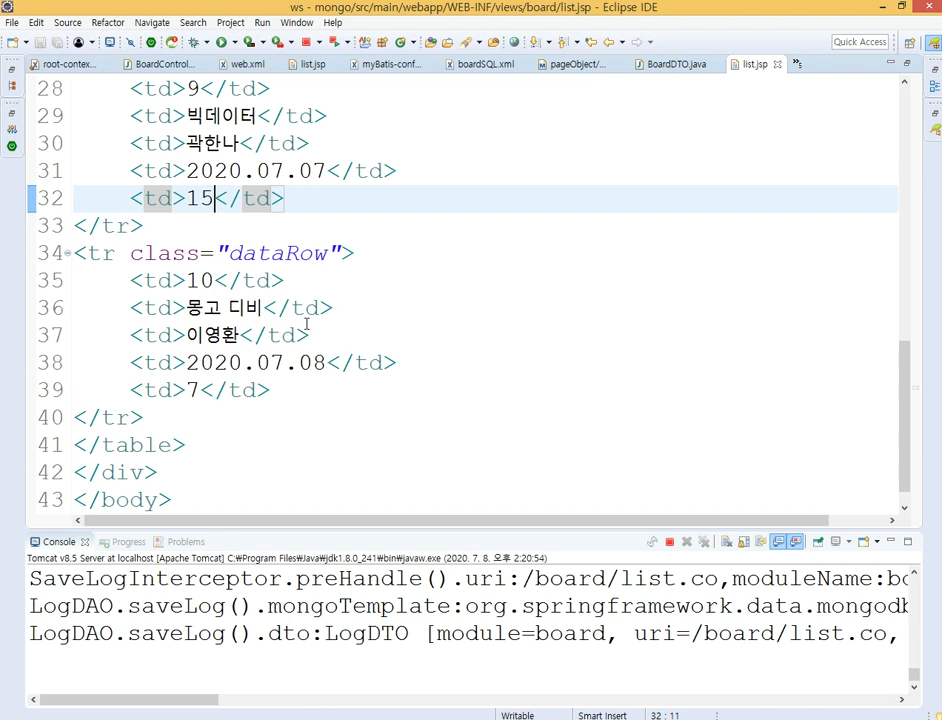 ws - mongo/src/main/webapp/WEB-INF/views/board/list.jsp - Eclipse IDE
File Edit Source Refactor Navigate Search Project Run Window Help
Quick Access
root-contex... BoardControl... web.xml list.jsp myBatis-conf... boardSQL.xml pageObject/... BoardDTO.java list.jsp »5
28 <td>9</td>
29 <td>빅데이터</td>
30 <td>곽한나</td>
31 <td>2020.07.07</td>
32 <td>15</td>
33 </tr>
34 <tr class="dataRow">
35 <td>10</td>
36 <td>몽고 디비</td>
37 <td>이영환</td>
38 <td>2020.07.08</td>
39 <td>7</td>
40 </tr>
41 </table>
42 </div>
43 </body>
Console Progress Problems
Tomcat v8.5 Server at localhost [Apache Tomcat] C:₩Program Files₩Java₩jdk1.8.0_241₩bin₩javaw.exe (2020. 7. 8. 오후 2:20:54)
SaveLogInterceptor.preHandle().uri:/board/list.co,moduleName:bo
LogDAO.saveLog().mongoTemplate:org.springframework.data.mongodb
LogDAO.saveLog().dto:LogDTO [module=board, uri=/board/list.co,
Writable Smart Insert 32 : 11